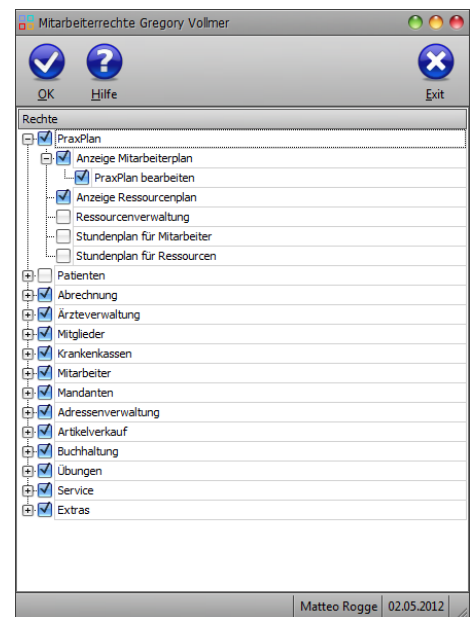 Mitarbeiterrechte Gregory Vollmer
OK Hilfe Exit
Rechte
PraxPlan
Anzeige Mitarbeiterplan
PraxPlan bearbeiten
Anzeige Ressourcenplan
Ressourcenverwaltung
Stundenplan für Mitarbeiter
Stundenplan für Ressourcen
Patienten
Abrechnung
Ärzteverwaltung
Mitglieder
Krankenkassen
Mitarbeiter
Mandanten
Adressenverwaltung
Artikelverkauf
Buchhaltung
Übungen
Service
Extras
Matteo Rogge 02.05.2012